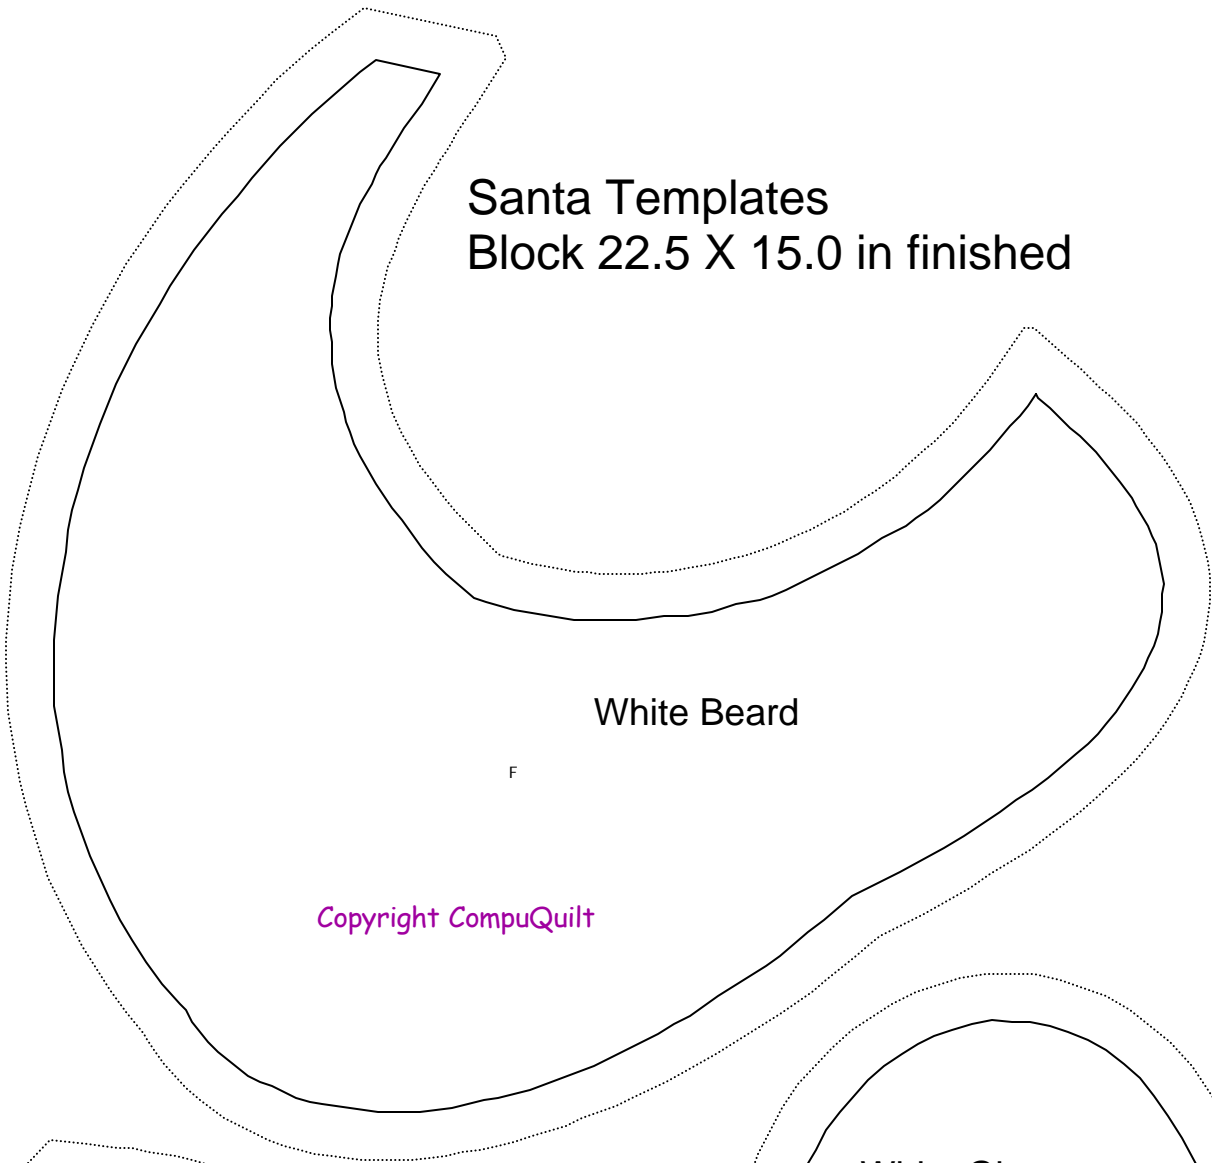 Santa Templates
Block 22.5 X 15.0 in finished
White Beard
F
Copyright CompuQuilt